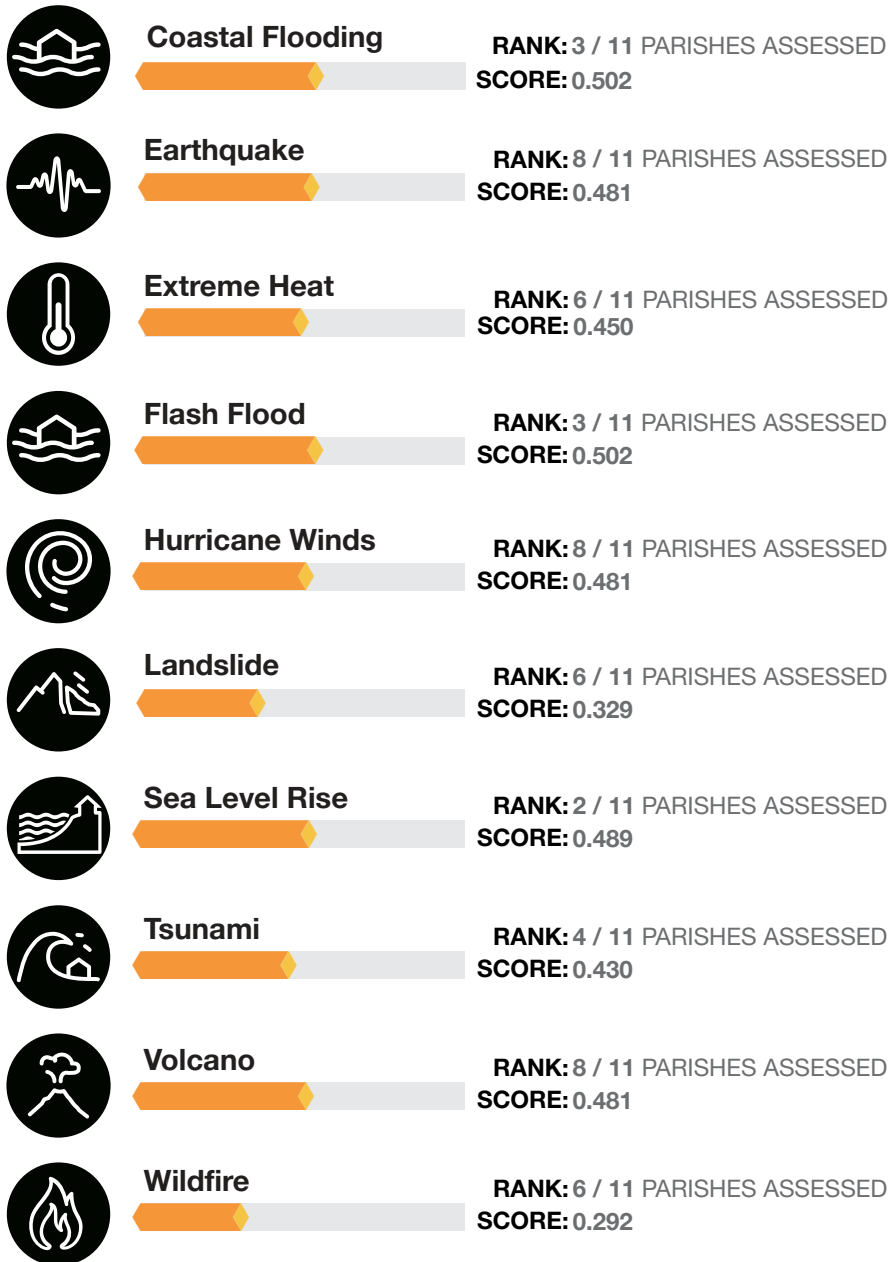 Coastal Flooding
RANK: 3 / 11 PARISHES ASSESSED
SCORE: 0.502
Earthquake
RANK: 8 / 11 PARISHES ASSESSED
SCORE: 0.481
Extreme Heat
RANK: 6 / 11 PARISHES ASSESSED
SCORE: 0.450
Flash Flood
RANK: 3 / 11 PARISHES ASSESSED
SCORE: 0.502
Hurricane Winds
RANK: 8 / 11 PARISHES ASSESSED
SCORE: 0.481
Landslide
RANK: 6 / 11 PARISHES ASSESSED
SCORE: 0.329
Sea Level Rise
RANK: 2 / 11 PARISHES ASSESSED
SCORE: 0.489
Tsunami
RANK: 4 / 11 PARISHES ASSESSED
SCORE: 0.430
Volcano
RANK: 8 / 11 PARISHES ASSESSED
SCORE: 0.481
Wildfire
RANK: 6 / 11 PARISHES ASSESSED
SCORE: 0.292